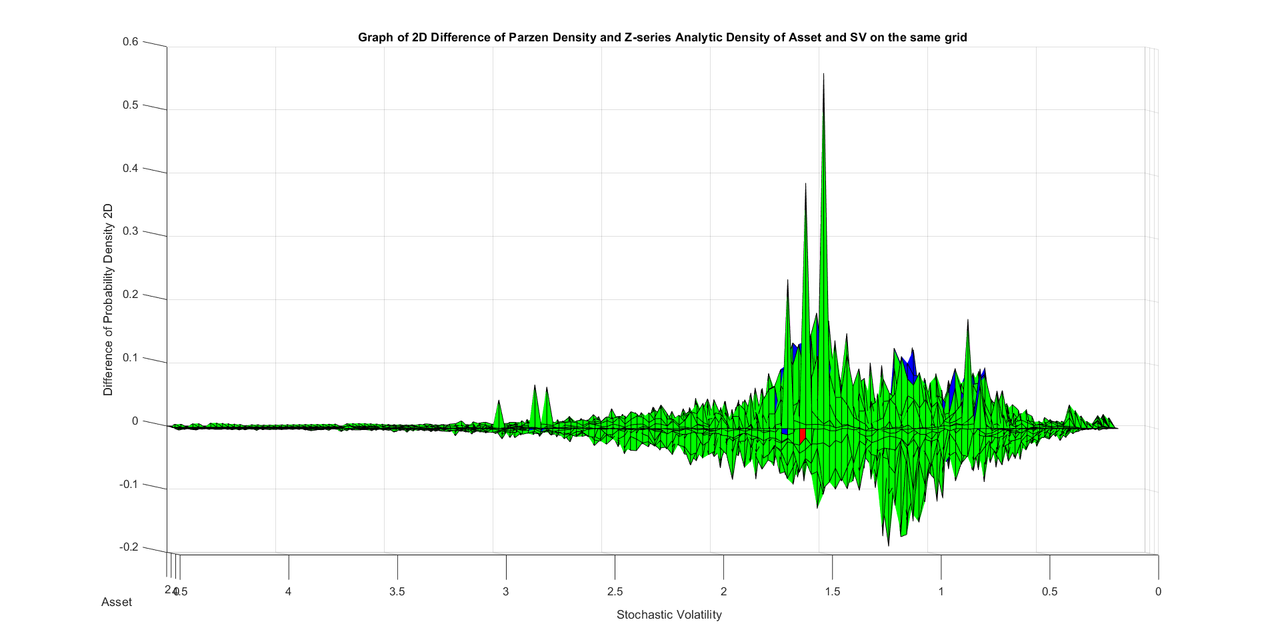 Graph of 2D Difference of Parzen Density and Z-series Analytic Density of Asset and SV on the same grid
0.6
0.5
0.4
0.3
0.2
0.1
0
-0.1
-0.2
Difference of Probability Density 2D
4 3.5 3 2.5 2 1.5 1 0.5 0
Asset
Stochastic Volatility